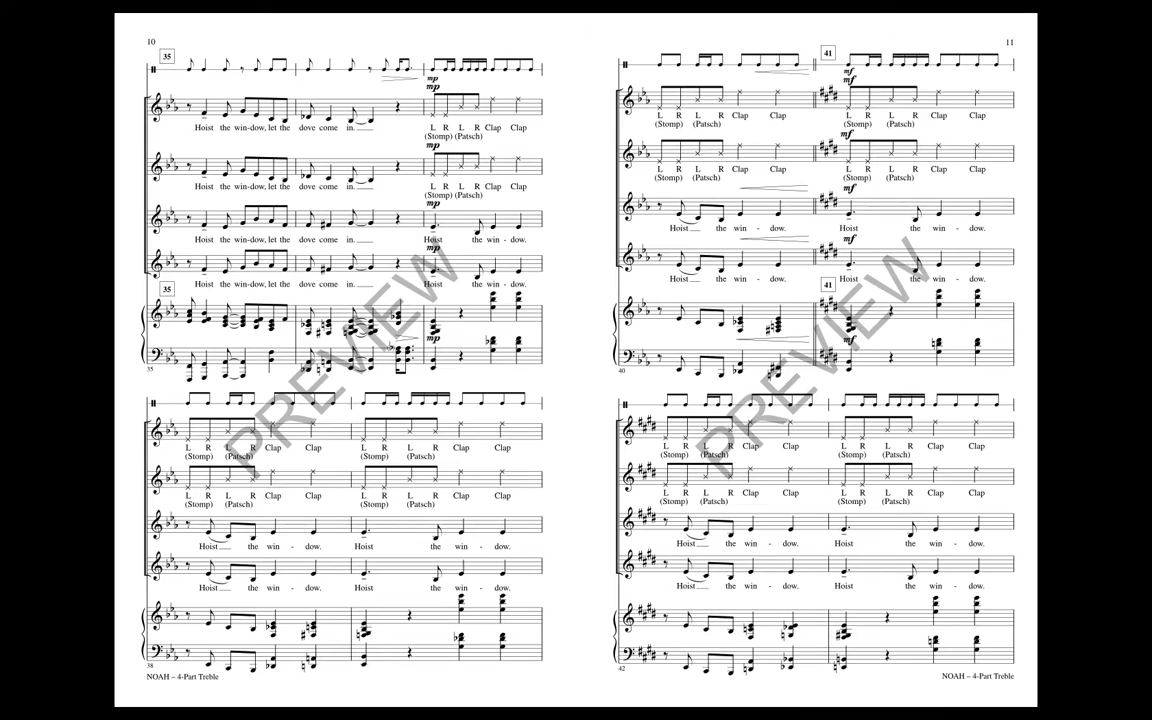 10
35
mp
mp
Hoist the win-dow, let the dove come in.
L R L R Clap Clap
(Stomp) (Patsch)
mp
Hoist the win-dow, let the dove come in.
L R L R Clap Clap
(Stomp) (Patsch)
mp
Hoist the win-dow, let the dove come in. Hoist the win - dow.
mp
Hoist the win-dow, let the dove come in. Hoist the win - dow.
35
mp
35
L R L R Clap Clap L R L R Clap Clap
(Stomp) (Patsch) (Stomp) (Patsch)
L R L R Clap Clap L R L R Clap Clap
(Stomp) (Patsch) (Stomp) (Patsch)
Hoist the win - dow. Hoist the win - dow.
Hoist the win - dow. Hoist the win - dow.
38
NOAH – 4-Part Treble
PREVIEW
11
41
mf
mf
L R L R Clap Clap L R L R Clap Clap
(Stomp) (Patsch) (Stomp) (Patsch)
mf
L R L R Clap Clap L R L R Clap Clap
(Stomp) (Patsch) (Stomp) (Patsch)
mf
Hoist the win - dow. Hoist the win - dow.
mf
Hoist the win - dow. Hoist the win - dow.
41
mf
40
L R L R Clap Clap L R L R Clap Clap
(Stomp) (Patsch) (Stomp) (Patsch)
L R L R Clap Clap L R L R Clap Clap
(Stomp) (Patsch) (Stomp) (Patsch)
Hoist the win - dow. Hoist the win - dow.
Hoist the win - dow. Hoist the win - dow.
42
NOAH – 4-Part Treble
PREVIEW